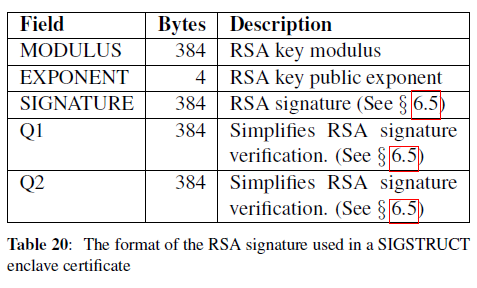 Field Bytes Description
MODULUS 384 RSA key modulus
EXPONENT 4 RSA key public exponent
SIGNATURE 384 RSA signature (See § 6.5)
Q1 384 Simplifies RSA signature
verification. (See § 6.5)
Q2 384 Simplifies RSA signature
verification. (See § 6.5)
Table 20: The format of the RSA signature used in a SIGSTRUCT
enclave certificate